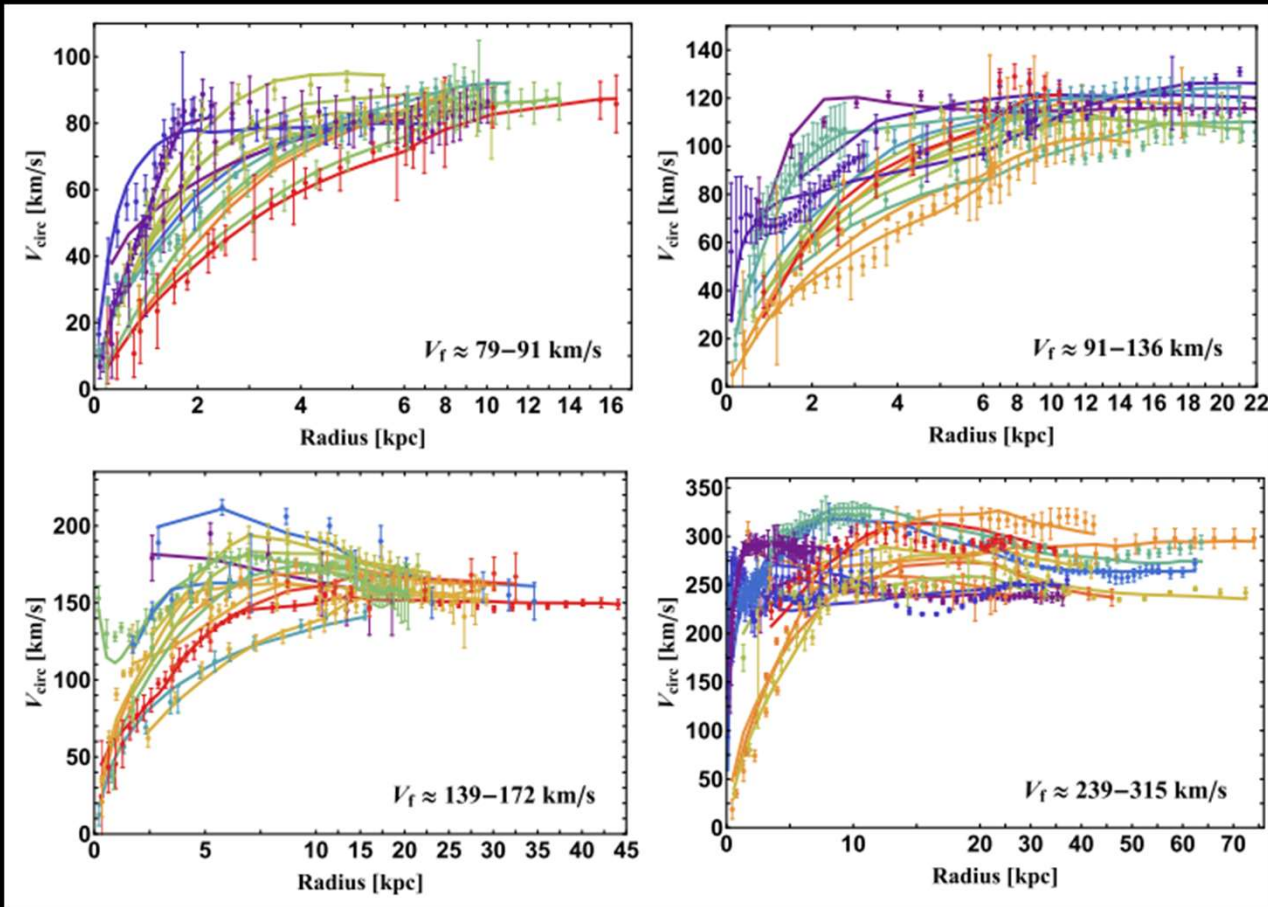 100
80
60
40
20
0
V_circ [km/s]
V_f ≈ 79−91 km/s
0 2 4 6 8 10 12 14 16
Radius [kpc]
140
120
100
80
60
40
20
0
V_circ [km/s]
V_f ≈ 91−136 km/s
0 2 4 6 8 10 12 14 16 18 20 22
Radius [kpc]
200
150
100
50
0
V_circ [km/s]
V_f ≈ 139−172 km/s
0 5 10 15 20 25 30 35 40 45
Radius [kpc]
350
300
250
200
150
100
50
0
V_circ [km/s]
V_f ≈ 239−315 km/s
0 10 20 30 40 50 60 70
Radius [kpc]